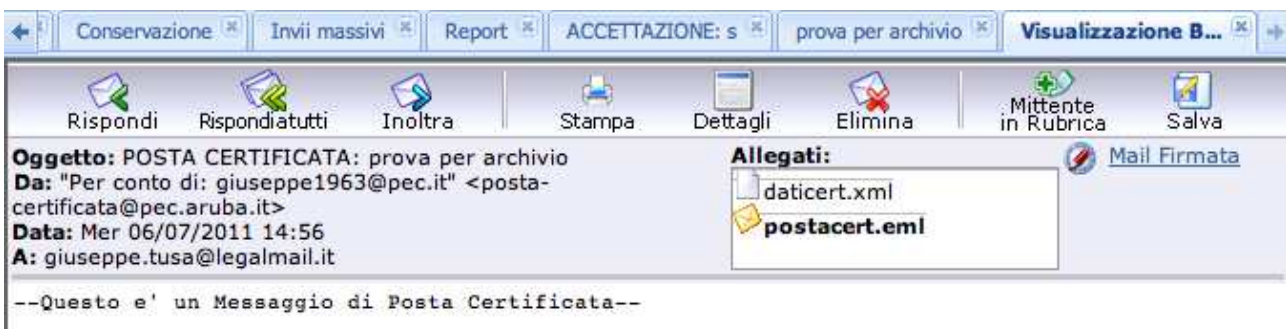 Conservazione Invii massivi Report ACCETTAZIONE: s prova per archivio Visualizzazione B...
Rispondi Rispondiatutti Inoltra Stampa Dettagli Elimina Mittente in Rubrica Salva
Oggetto: POSTA CERTIFICATA: prova per archivio
Da: "Per conto di: giuseppe1963@pec.it" <posta-
certificata@pec.aruba.it>
Data: Mer 06/07/2011 14:56
A: giuseppe.tusa@legalmail.it
Allegati:
daticert.xml
postacert.eml
Mail Firmata
--Questo e' un Messaggio di Posta Certificata--